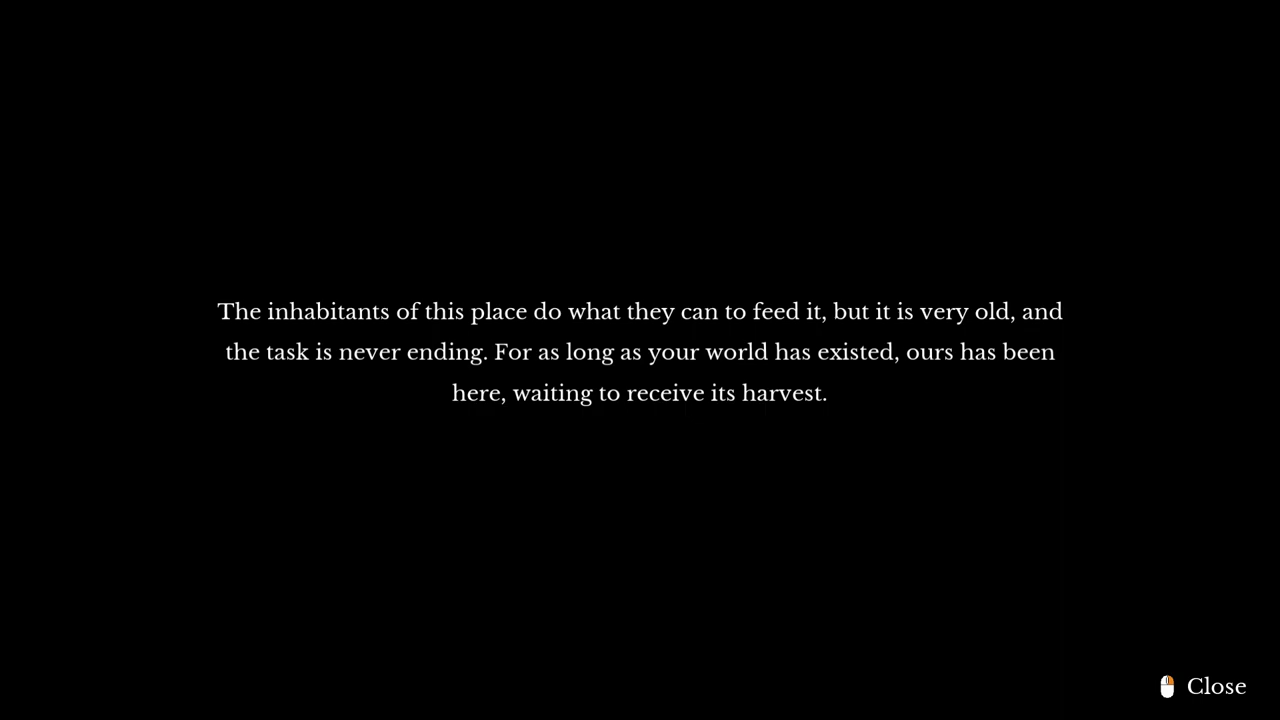 The inhabitants of this place do what they can to feed it, but it is very old, and
the task is never ending. For as long as your world has existed, ours has been
here, waiting to receive its harvest.
Close